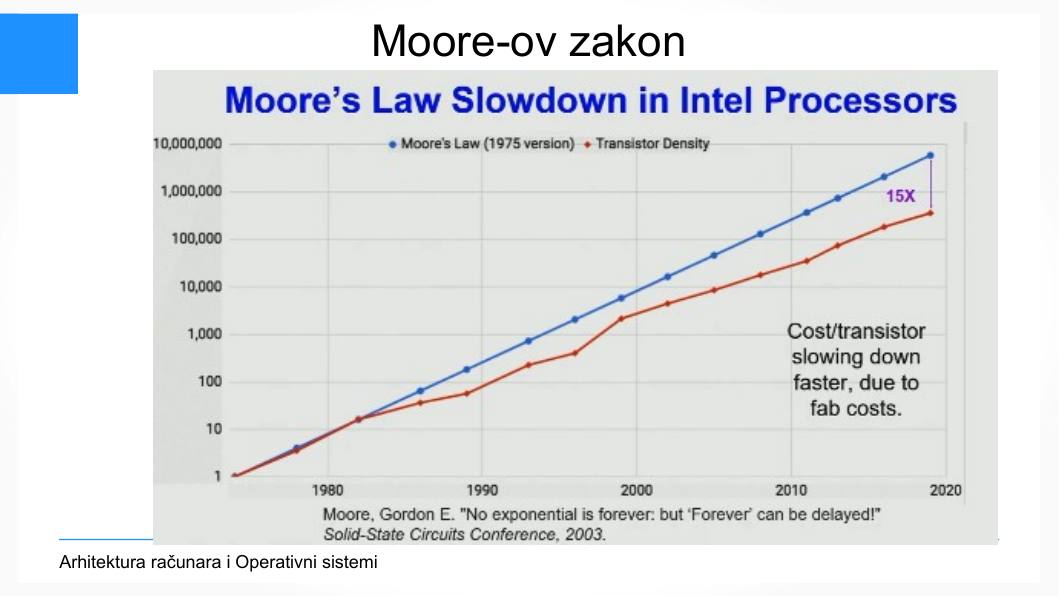 Moore-ov zakon
Moore’s Law Slowdown in Intel Processors
Moore's Law (1975 version) Transistor Density
10,000,000
1,000,000
100,000
10,000
1,000
100
10
1
15X
Cost/transistor
slowing down
faster, due to
fab costs.
1980 1990 2000 2010 2020
Moore, Gordon E. "No exponential is forever: but ‘Forever’ can be delayed!"
Solid-State Circuits Conference, 2003.
Arhitektura računara i Operativni sistemi